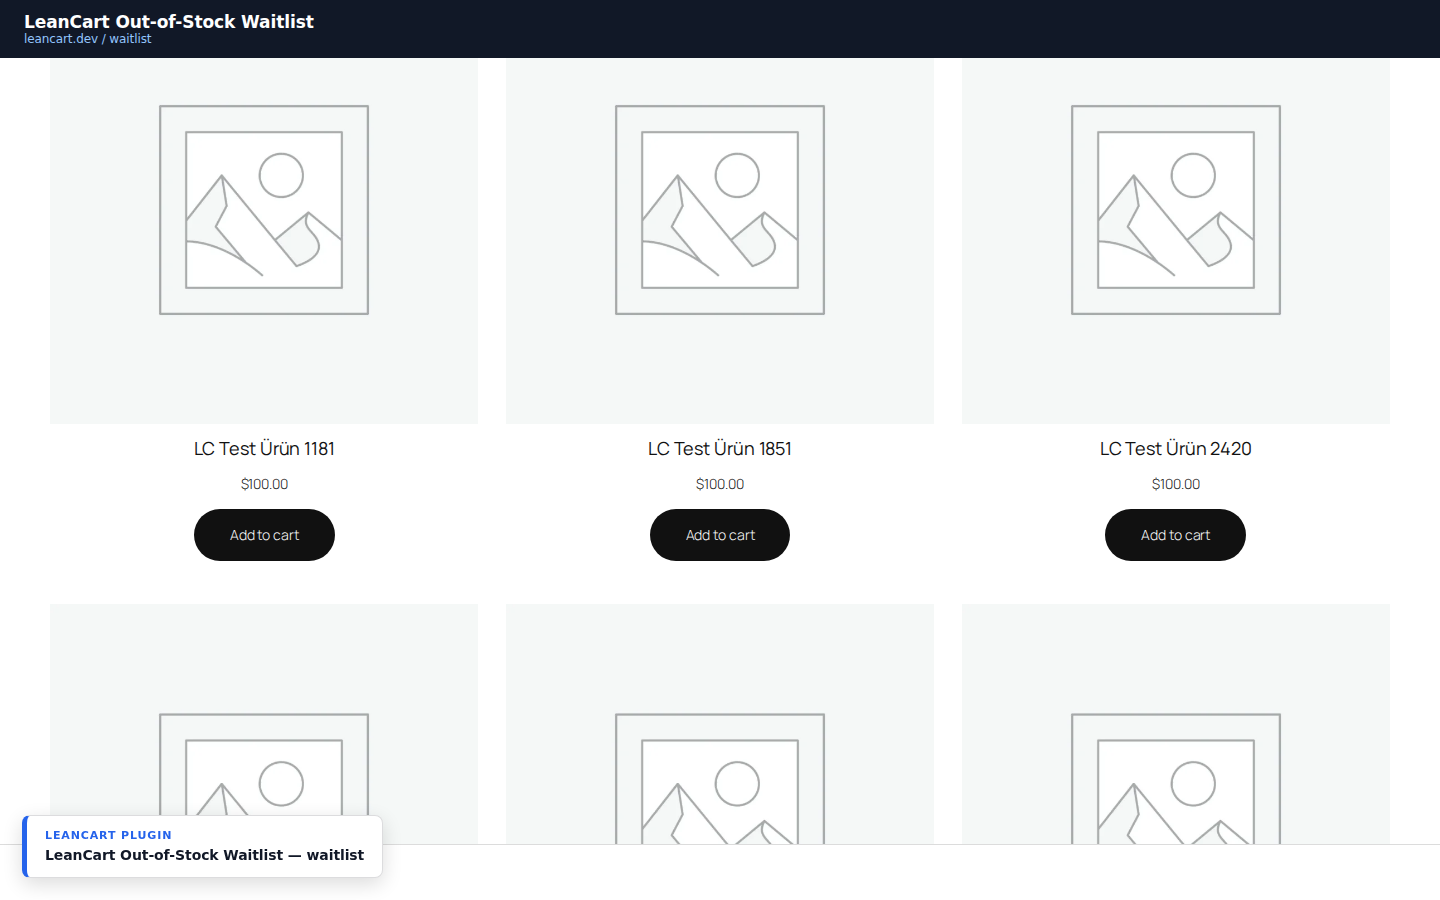 LeanCart Out-of-Stock Waitlist
leancart.dev / waitlist
LC Test Ürün 1181
$100.00
Add to cart
LC Test Ürün 1851
$100.00
Add to cart
LC Test Ürün 2420
$100.00
Add to cart
LEANCART PLUGIN
LeanCart Out-of-Stock Waitlist — waitlist